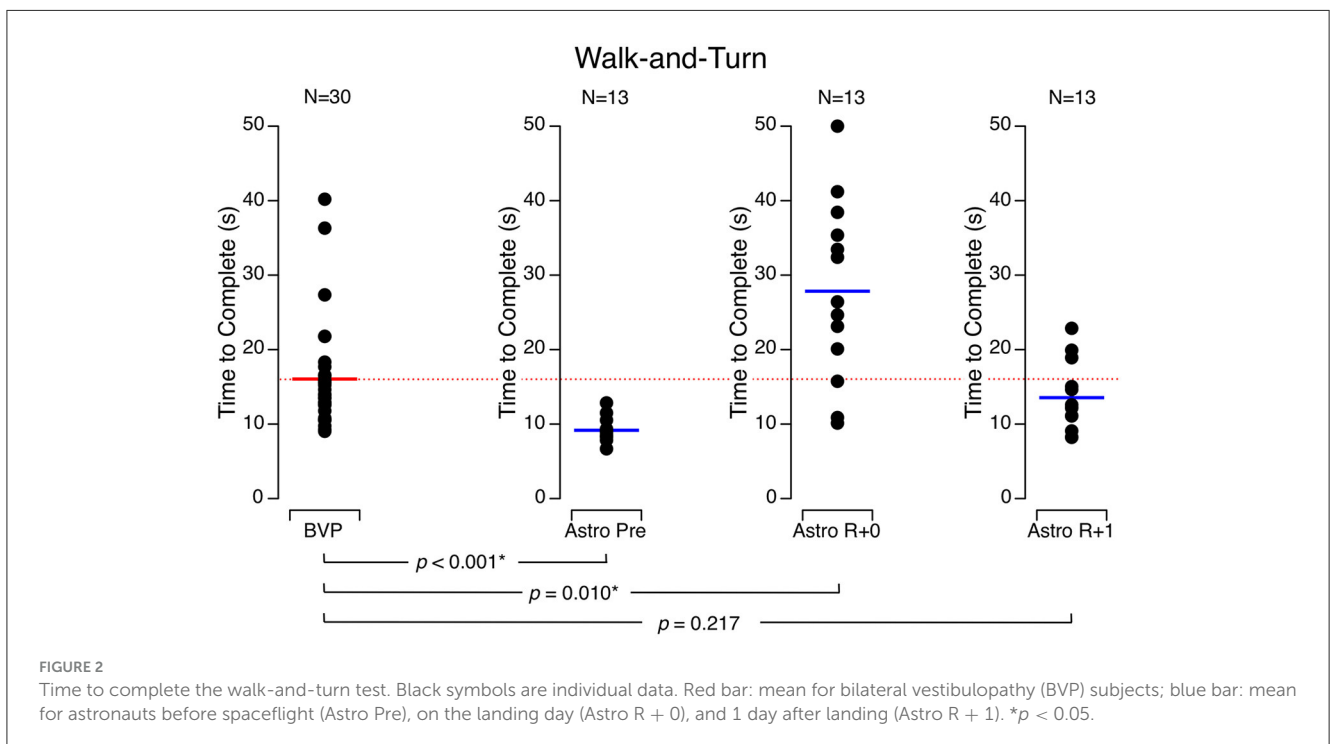 Walk-and-Turn
N=30 N=13 N=13 N=13
50 50 50 50
40 40 40 40
30 30 30 30
20 20 20 20
10 10 10 10
0 0 0 0
Time to Complete (s) Time to Complete (s) Time to Complete (s) Time to Complete (s)
BVP Astro Pre Astro R+0 Astro R+1
p < 0.001*
p = 0.010*
p = 0.217
FIGURE 2
Time to complete the walk-and-turn test. Black symbols are individual data. Red bar: mean for bilateral vestibulopathy (BVP) subjects; blue bar: mean
for astronauts before spaceflight (Astro Pre), on the landing day (Astro R + 0), and 1 day after landing (Astro R + 1). *p < 0.05.